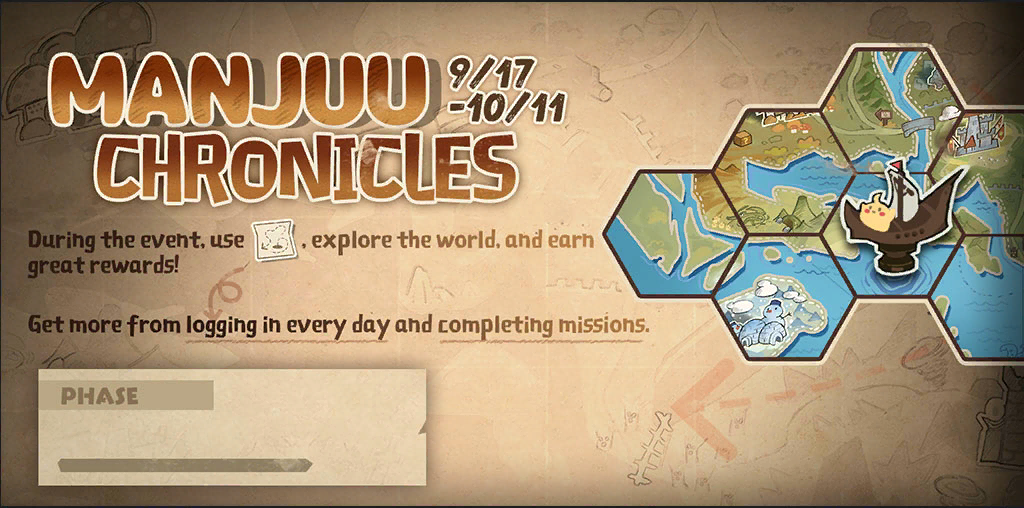 MANJUU
CHRONICLES
9/17
-10/11
During the event, use , explore the world, and earn
great rewards!
Get more from logging in every day and completing missions.
PHASE